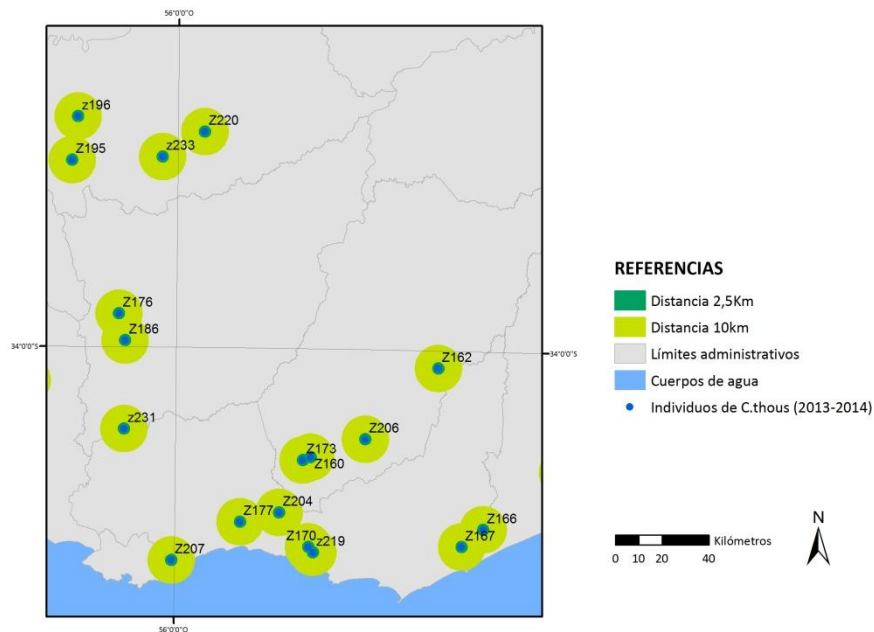 56°0'0"O
z196
Z220
Z195
z233
Z176
Z186
34°0'0"S
34°0'0"S
Z162
z231
Z206
Z173
Z160
Z204
Z177
Z166
Z170
z219
Z167
Z207
56°0'0"O
REFERENCIAS
Distancia 2,5Km
Distancia 10km
Límites administrativos
Cuerpos de agua
Individuos de C.thous (2013-2014)
N
Kilómetros
0 10 20 40